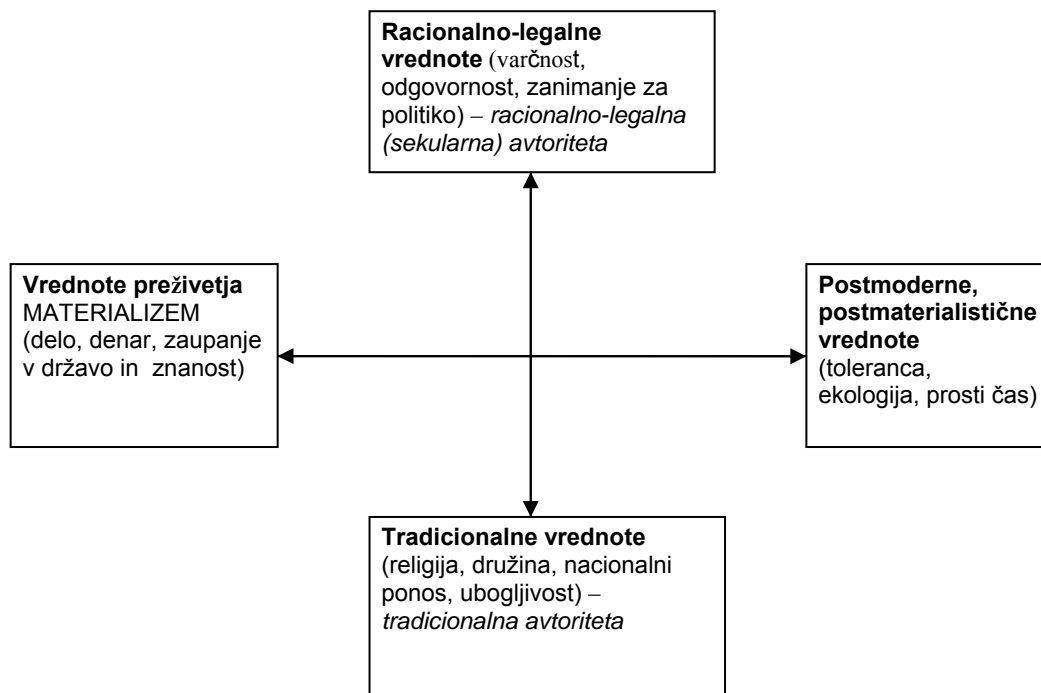 Racionalno-legalne
vrednote (varčnost,
odgovornost, zanimanje za
politiko) – racionalno-legalna
(sekularna) avtoriteta
Vrednote preživetja
MATERIALIZEM
(delo, denar, zaupanje
v državo in znanost)
Postmoderne,
postmaterialistične
vrednote
(toleranca,
ekologija, prosti čas)
Tradicionalne vrednote
(religija, družina, nacionalni
ponos, ubogljivost) –
tradicionalna avtoriteta